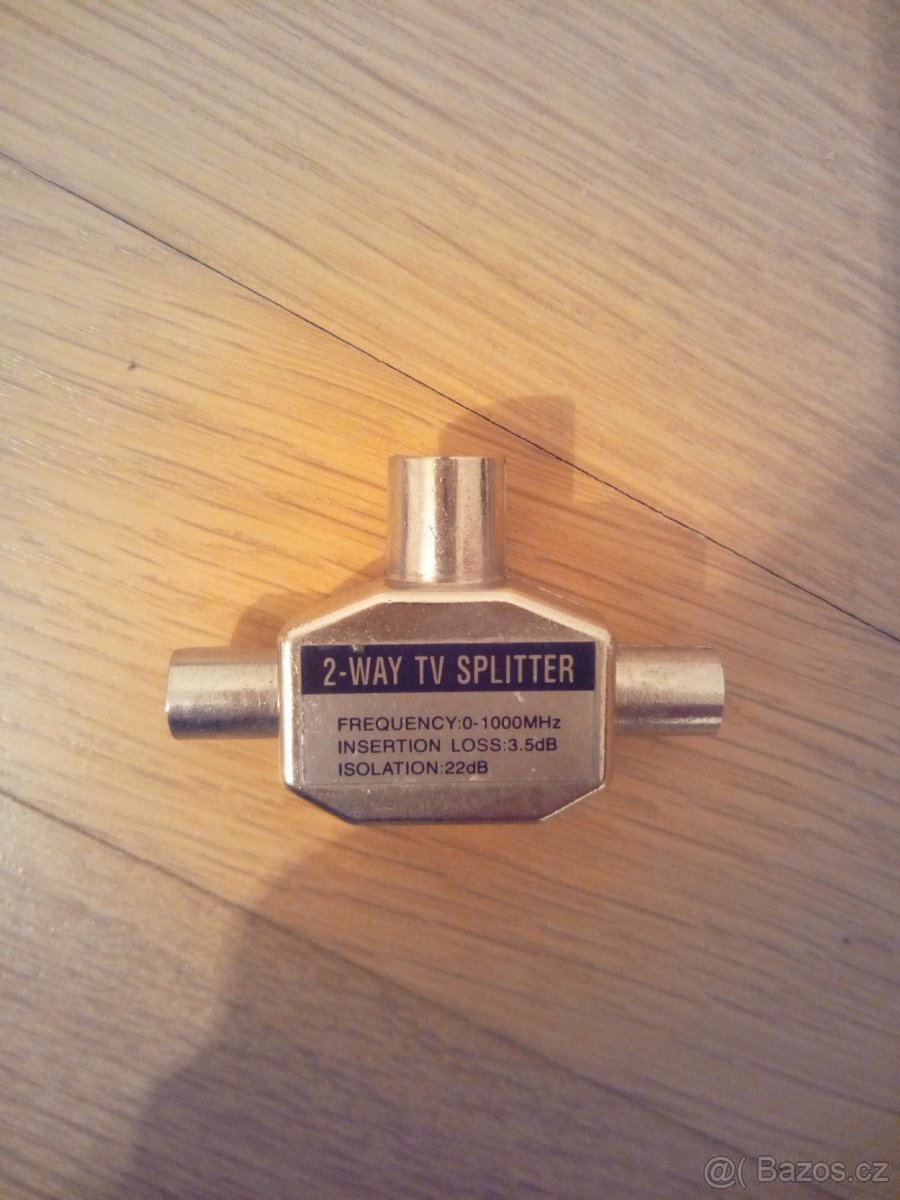 2-WAY TV SPLITTER
FREQUENCY:0-1000MHz
INSERTION LOSS:3.5dB
ISOLATION:22dB
@( Bazos.cz